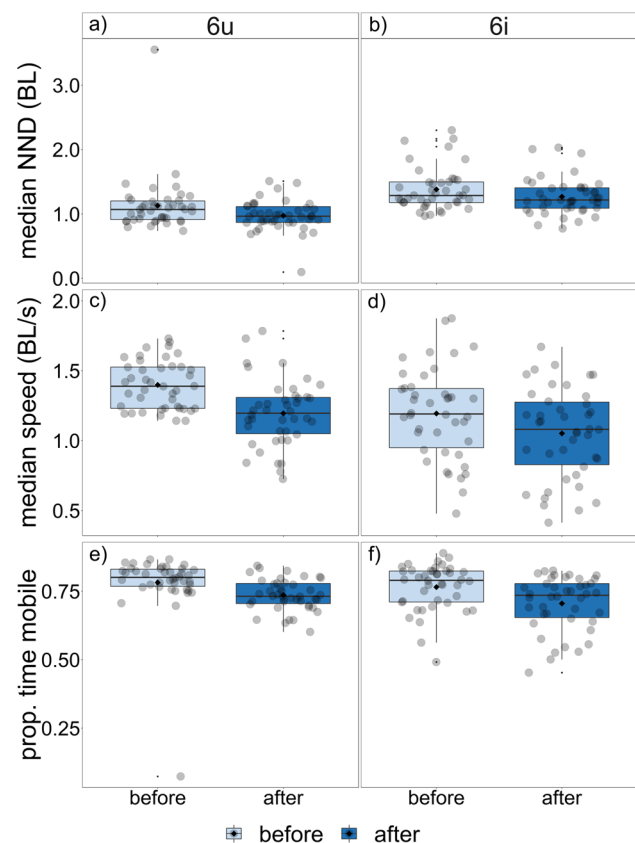 6u 6i
a) b)
median NND (BL)
3.0
2.0
1.0
0.0
c) d)
median speed (BL/s)
2.0
1.5
1.0
0.5
e) f)
prop. time mobile
0.75
0.50
0.25
before after before after
before after